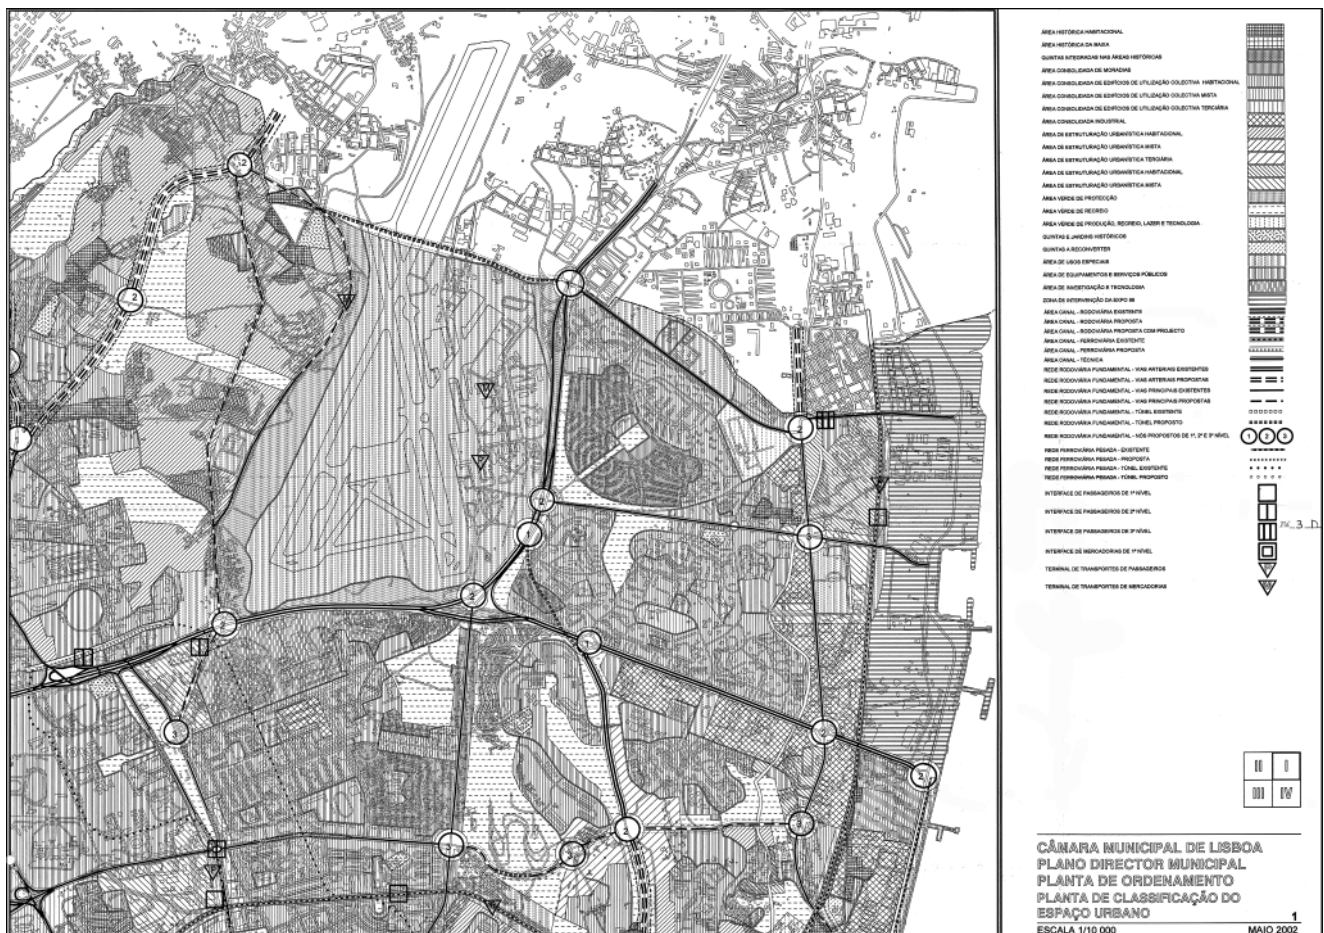 ÁREA HISTÓRICA HABITACIONAL
ÁREA HISTÓRICA DA BAIXA
QUINTAS INTEGRADAS NAS ÁREAS HISTÓRICAS
ÁREA CONSOLIDADA DE MORADIAS
ÁREA CONSOLIDADA DE EDIFÍCIOS DE UTILIZAÇÃO COLECTIVA HABITACIONAL
ÁREA CONSOLIDADA DE EDIFÍCIOS DE UTILIZAÇÃO COLECTIVA MISTA
ÁREA CONSOLIDADA DE EDIFÍCIOS DE UTILIZAÇÃO COLECTIVA TERCIÁRIA
ÁREA CONSOLIDADA INDUSTRIAL
ÁREA DE ESTRUTURAÇÃO URBANÍSTICA HABITACIONAL
ÁREA DE ESTRUTURAÇÃO URBANÍSTICA MISTA
ÁREA DE ESTRUTURAÇÃO URBANÍSTICA TERCIÁRIA
ÁREA DE ESTRUTURAÇÃO URBANÍSTICA HABITACIONAL
ÁREA DE ESTRUTURAÇÃO URBANÍSTICA MISTA
ÁREA VERDE DE PROTECÇÃO
ÁREA VERDE DE RECREIO
ÁREA VERDE DE PRODUÇÃO, RECREIO, LAZER E TECNOLOGIA
QUINTAS E JARDINS HISTÓRICOS
QUINTAS A RECONVERTER
ÁREA DE USOS ESPECIAIS
ÁREA DE EQUIPAMENTOS E SERVIÇOS PÚBLICOS
ÁREA DE INVESTIGAÇÃO E TECNOLOGIA
ZONA DE INTERVENÇÃO DA EXPO 98
ÁREA CANAL - RODOVIÁRIA EXISTENTE
ÁREA CANAL - RODOVIÁRIA PROPOSTA
ÁREA CANAL - RODOVIÁRIA PROPOSTA COM PROJECTO
ÁREA CANAL - FERROVIÁRIA EXISTENTE
ÁREA CANAL - FERROVIÁRIA PROPOSTA
ÁREA CANAL - TÉCNICA
REDE RODOVIÁRIA FUNDAMENTAL - VIAS ARTERIAIS EXISTENTES
REDE RODOVIÁRIA FUNDAMENTAL - VIAS ARTERIAIS PROPOSTAS
REDE RODOVIÁRIA FUNDAMENTAL - VIAS PRINCIPAIS EXISTENTES
REDE RODOVIÁRIA FUNDAMENTAL - VIAS PRINCIPAIS PROPOSTAS
REDE RODOVIÁRIA FUNDAMENTAL - TÚNEL EXISTENTE
REDE RODOVIÁRIA FUNDAMENTAL - TÚNEL PROPOSTO
REDE RODOVIÁRIA FUNDAMENTAL - NÓS PROPOSTOS DE 1º, 2º E 3º NÍVEL 1 2 3
REDE FERROVIÁRIA PESADA - EXISTENTE
REDE FERROVIÁRIA PESADA - PROPOSTA
REDE FERROVIÁRIA PESADA - TÚNEL EXISTENTE
REDE FERROVIÁRIA PESADA - TÚNEL PROPOSTO
INTERFACE DE PASSAGEIROS DE 1º NÍVEL
INTERFACE DE PASSAGEIROS DE 2º NÍVEL
INTERFACE DE PASSAGEIROS DE 3º NÍVEL
INTERFACE DE MERCADORIAS DE 1º NÍVEL
TERMINAL DE TRANSPORTES DE PASSAGEIROS
TERMINAL DE TRANSPORTES DE MERCADORIAS
II I
III IV
CÂMARA MUNICIPAL DE LISBOA
PLANO DIRECTOR MUNICIPAL
PLANTA DE ORDENAMENTO
PLANTA DE CLASSIFICAÇÃO DO
ESPAÇO URBANO 1
ESCALA 1/10 000 MAIO 2002